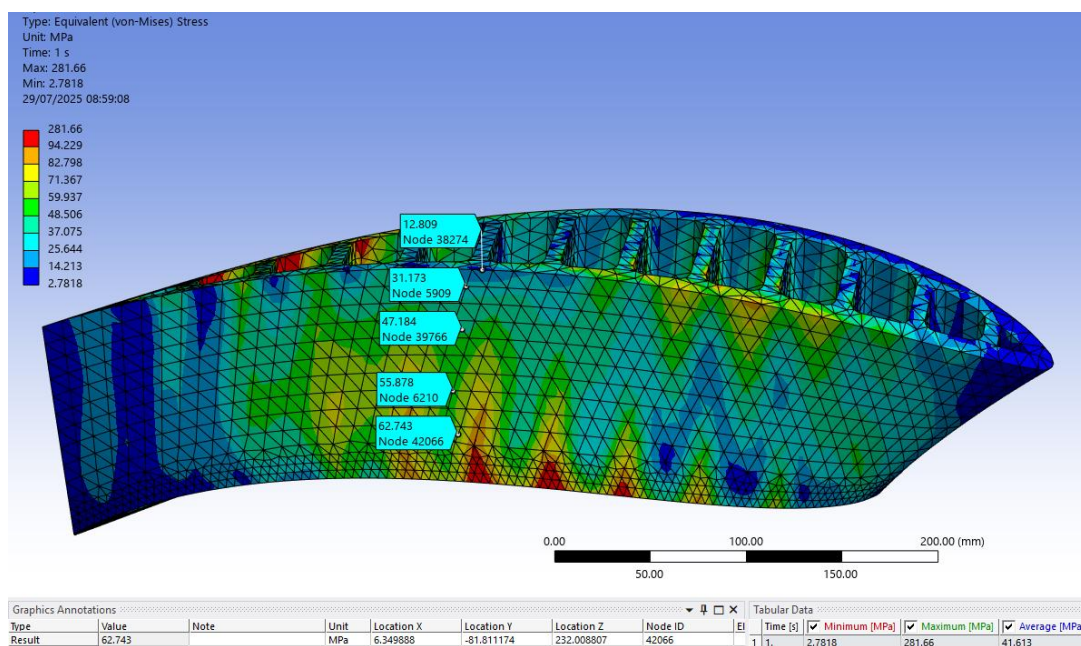 Type: Equivalent (von-Mises) Stress
Unit: MPa
Time: 1 s
Max: 281.66
Min: 2.7818
29/07/2025 08:59:08
281.66
94.229
82.798
71.367
59.937
48.506
37.075
25.644
14.213
2.7818
12.809
Node 38274
31.173
Node 5909
47.184
Node 39766
55.878
Node 6210
62.743
Node 42066
0.00 100.00 200.00 (mm)
50.00 150.00
Graphics Annotations
Type Value Note Unit Location X Location Y Location Z Node ID
Result 62.743 MPa 6.349888 -81.811174 232.008807 42066
Tabular Data
Time [s] Minimum [MPa] Maximum [MPa] Average [MPa
1 1. 2.7818 281.66 41.613